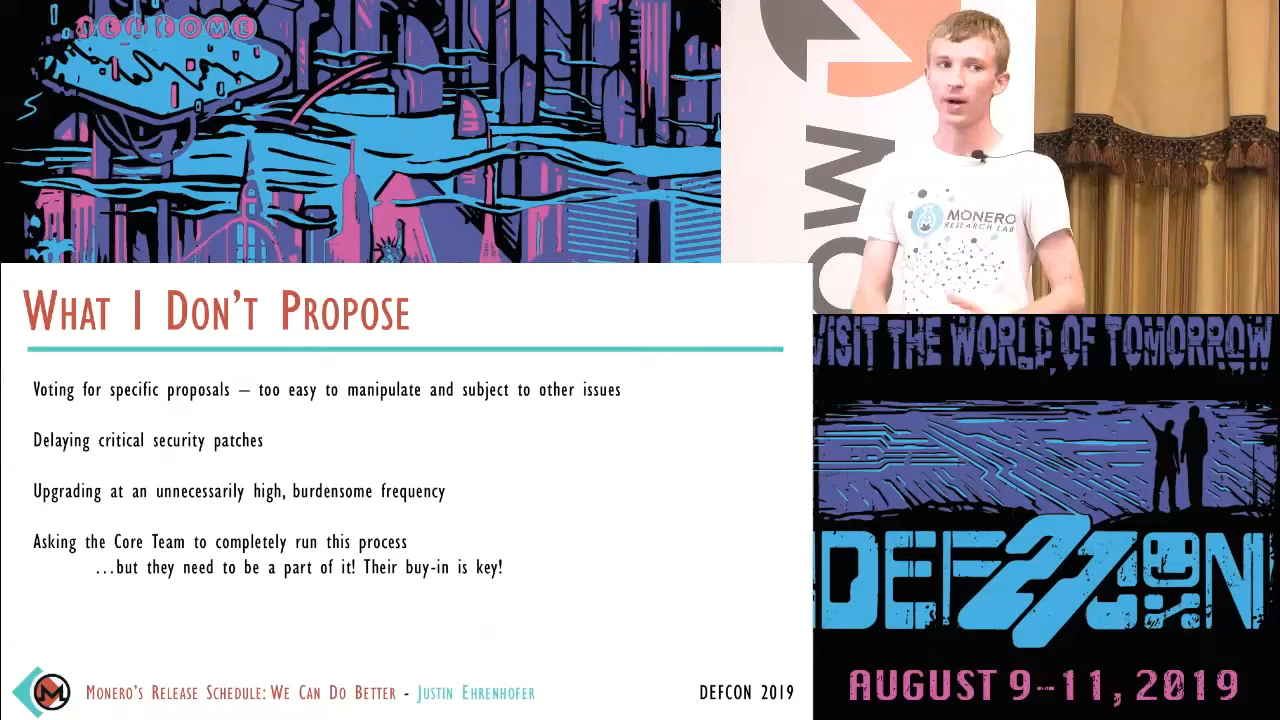 WELCOME
MONERO
RESEARCH LAB
What I Don't Propose
Voting for specific proposals – too easy to manipulate and subject to other issues
Delaying critical security patches
Upgrading at an unnecessarily high, burdensome frequency
Asking the Core Team to completely run this process
...but they need to be a part of it! Their buy-in is key!
Monero's Release Schedule: We Can Do Better - Justin Ehrenhofer
DEFCON 2019
VISIT THE WORLD OF TOMORROW
DEF27CON
AUGUST 9-11, 2019